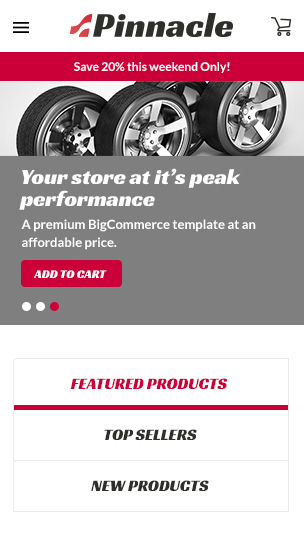 Pinnacle
Save 20% this weekend Only!
Your store at it's peak
performance
A premium BigCommerce template at an
affordable price.
ADD TO CART
FEATURED PRODUCTS
TOP SELLERS
NEW PRODUCTS